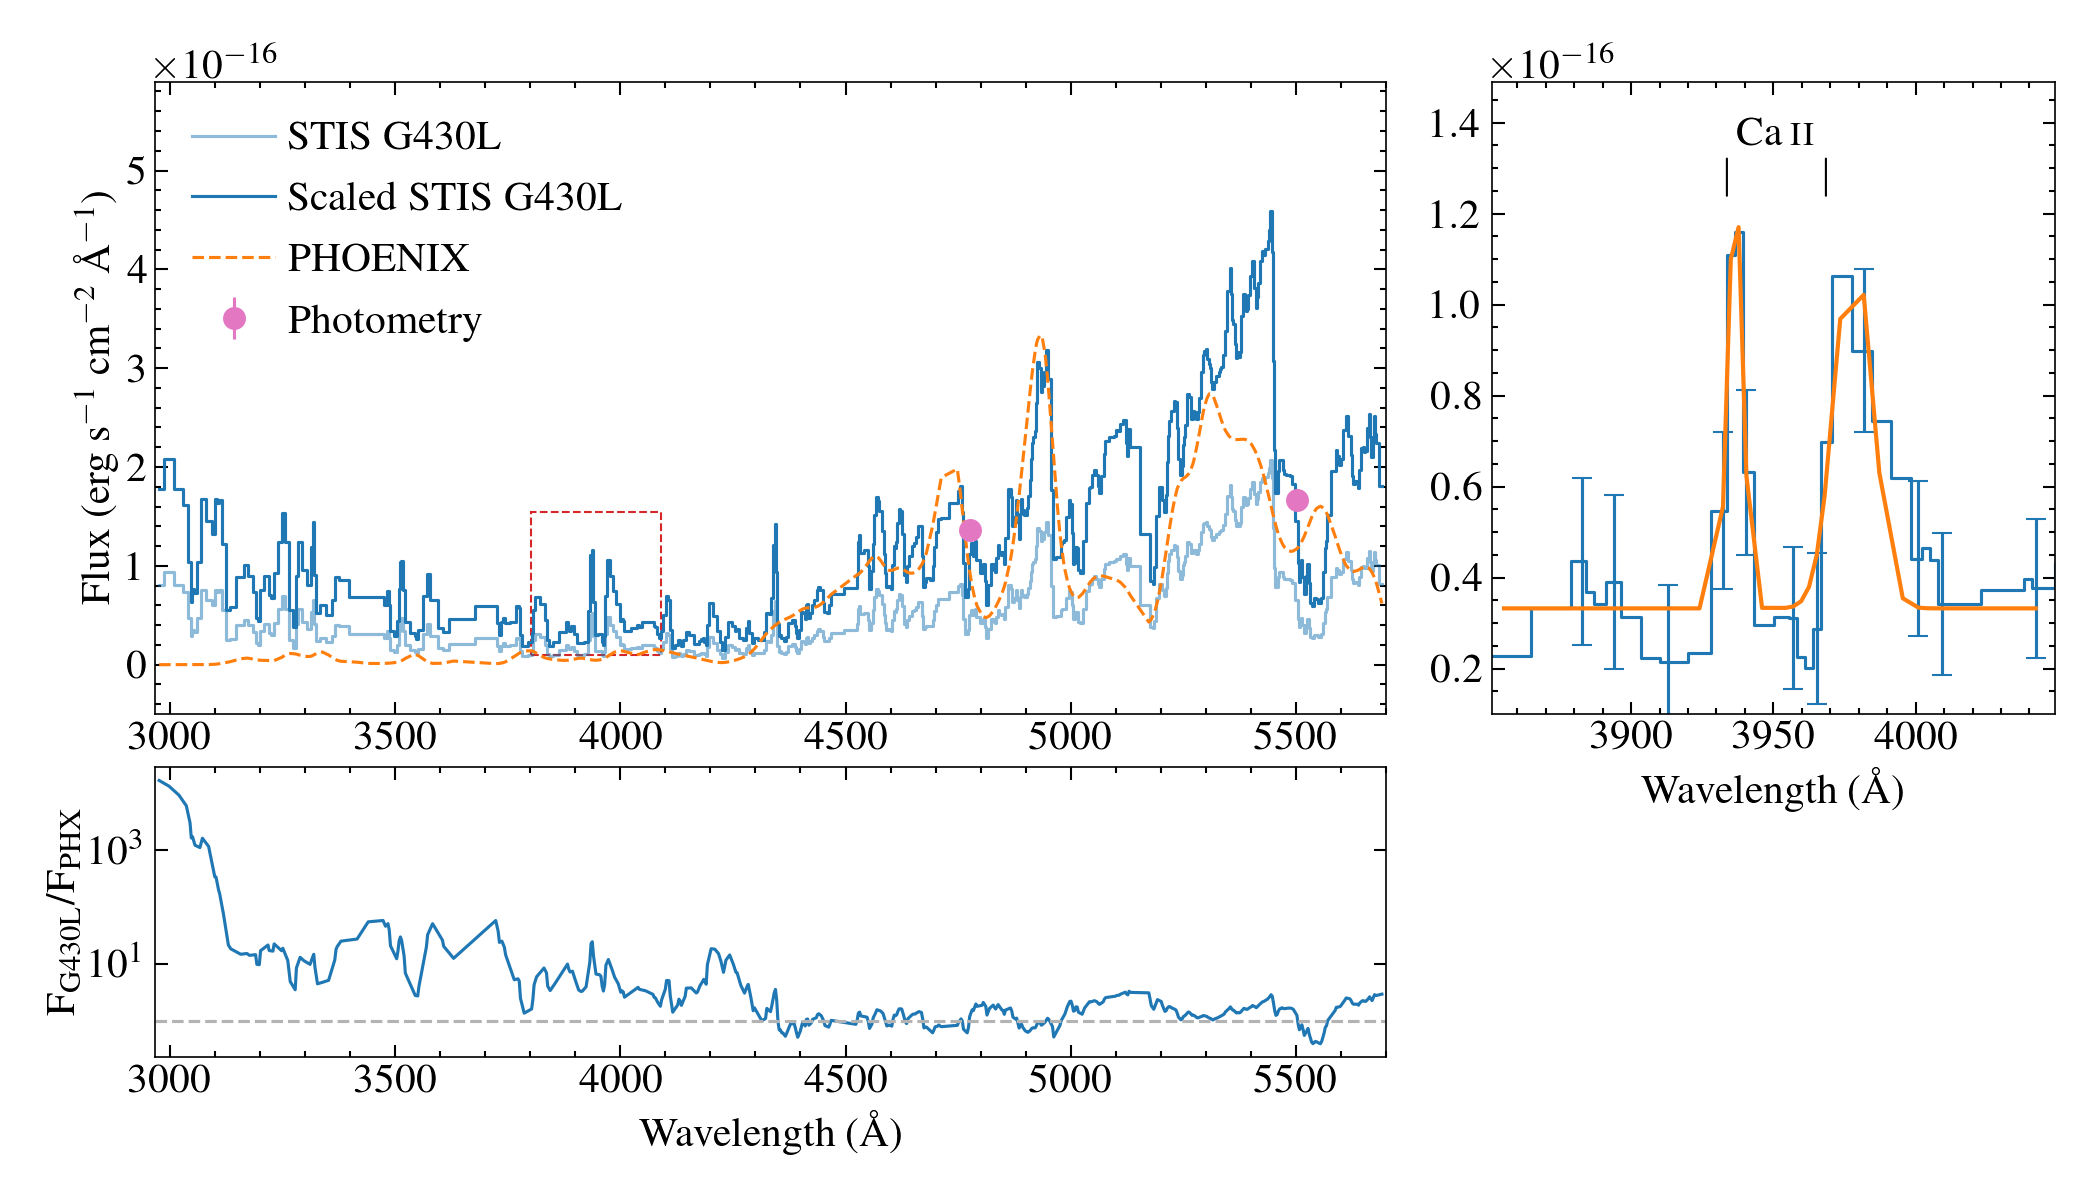 ×10⁻¹⁶
Flux (erg s⁻¹ cm⁻² Å⁻¹)
5
4
3
2
1
0
STIS G430L
Scaled STIS G430L
PHOENIX
Photometry
3000 3500 4000 4500 5000 5500
×10⁻¹⁶
Ca II
1.4
1.2
1.0
0.8
0.6
0.4
0.2
3900 3950 4000
Wavelength (Å)
F_G430L/F_PHX
10³
10¹
3000 3500 4000 4500 5000 5500
Wavelength (Å)